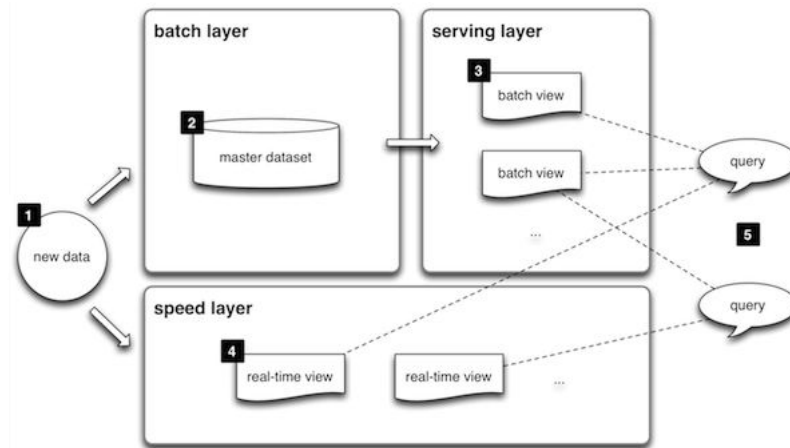 batch layer
serving layer
3
batch view
2
master dataset
query
batch view
1
...
5
new data
speed layer
query
4
real-time view
real-time view
...